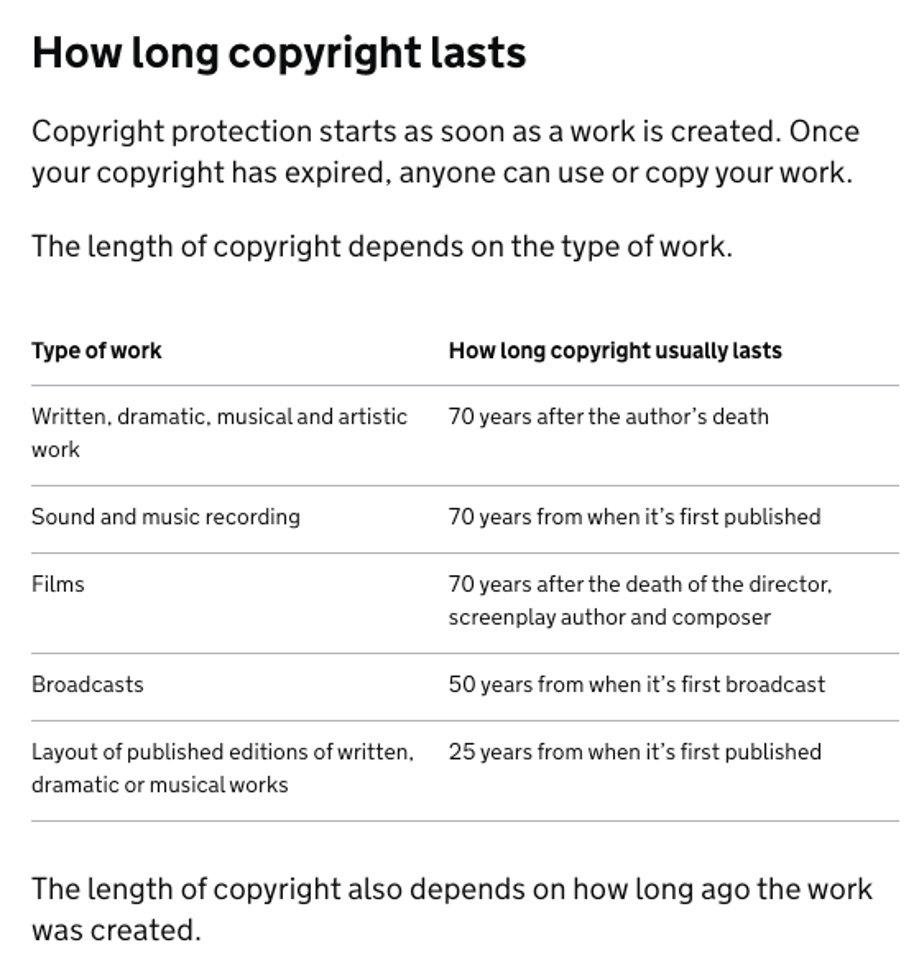 How long copyright lasts
Copyright protection starts as soon as a work is created. Once
your copyright has expired, anyone can use or copy your work.
The length of copyright depends on the type of work.
Type of work How long copyright usually lasts
Written, dramatic, musical and artistic work 70 years after the author’s death
Sound and music recording 70 years from when it’s first published
Films 70 years after the death of the director, screenplay author and composer
Broadcasts 50 years from when it’s first broadcast
Layout of published editions of written, dramatic or musical works 25 years from when it’s first published
The length of copyright also depends on how long ago the work
was created.